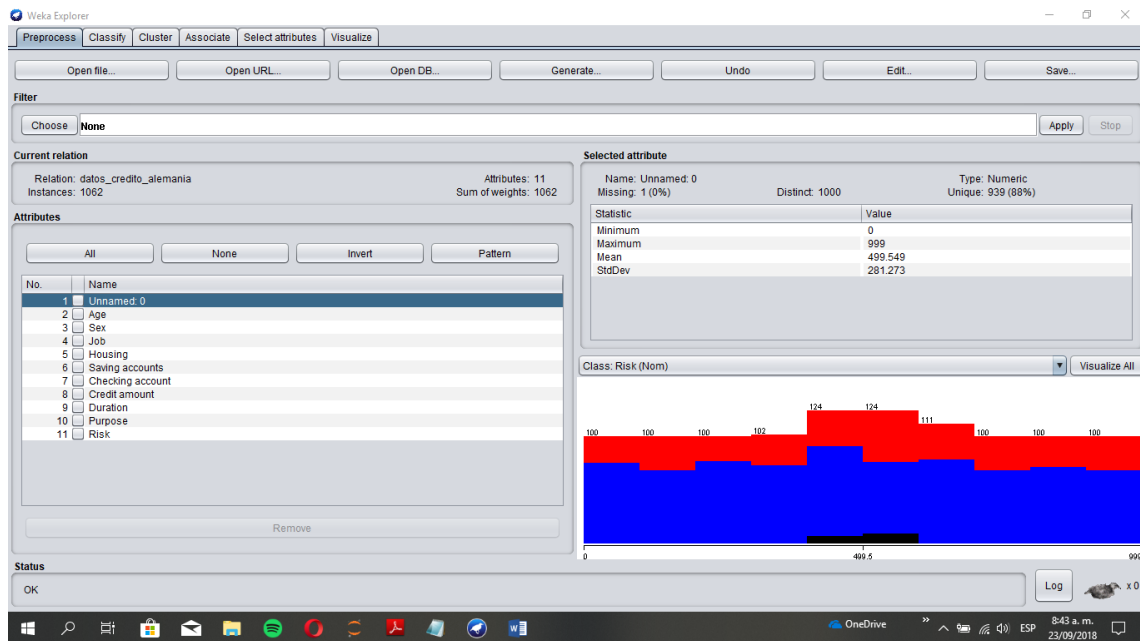 Weka Explorer
Preprocess Classify Cluster Associate Select attributes Visualize
Open file... Open URL... Open DB... Generate... Undo Edit... Save...
Filter
Choose None Apply Stop
Current relation
Relation: datos_credito_alemania Attributes: 11
Instances: 1062 Sum of weights: 1062
Attributes
All None Invert Pattern
No. Name
1 Unnamed: 0
2 Age
3 Sex
4 Job
5 Housing
6 Saving accounts
7 Checking account
8 Credit amount
9 Duration
10 Purpose
11 Risk
Remove
Selected attribute
Name: Unnamed: 0 Type: Numeric
Missing: 1 (0%) Distinct: 1000 Unique: 939 (88%)
Statistic Value
Minimum 0
Maximum 999
Mean 499.549
StdDev 281.273
Class: Risk (Nom) Visualize All
100 100 100 102 124 124 111 100 100 100
0 499.5 999
Status
OK Log x 0
OneDrive ESP 8:43 a. m.
23/09/2018